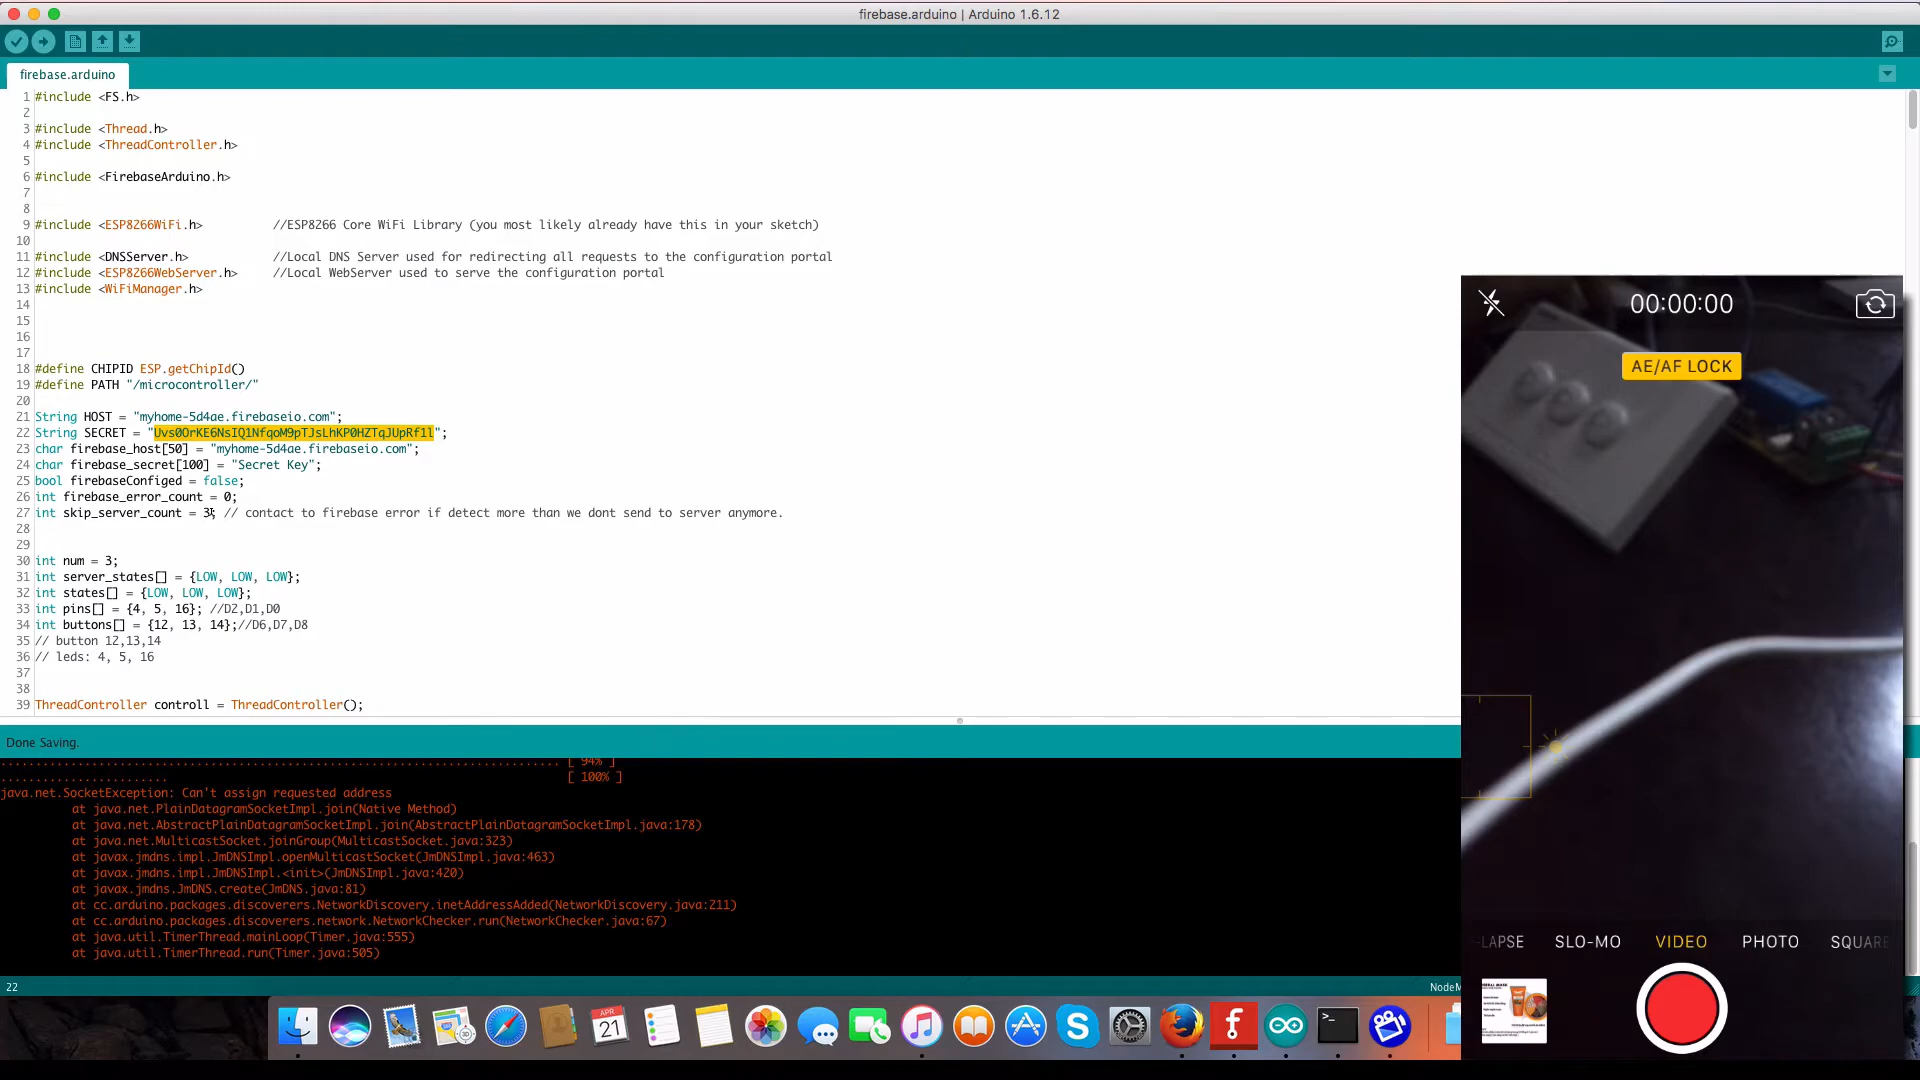 firebase.arduino | Arduino 1.6.12
firebase.arduino
1 #include <FS.h>
2
3 #include <Thread.h>
4 #include <ThreadController.h>
5
6 #include <FirebaseArduino.h>
7
8
9 #include <ESP8266WiFi.h> //ESP8266 Core WiFi Library (you most likely already have this in your sketch)
10
11 #include <DNSServer.h> //Local DNS Server used for redirecting all requests to the configuration portal
12 #include <ESP8266WebServer.h> //Local WebServer used to serve the configuration portal
13 #include <WiFiManager.h>
14
15
16
17
18 #define CHIPID ESP.getChipId()
19 #define PATH "/microcontroller/"
20
21 String HOST = "myhome-5d4ae.firebaseio.com";
22 String SECRET = "Uvs0OrKE6NsIQ1NfqoM9pTJsLhKP0HZTqJUpRf1l";
23 char firebase_host[50] = "myhome-5d4ae.firebaseio.com";
24 char firebase_secret[100] = "Secret Key";
25 bool firebaseConfiged = false;
26 int firebase_error_count = 0;
27 int skip_server_count = 3; // contact to firebase error if detect more than we dont send to server anymore.
28
29
30 int num = 3;
31 int server_states[] = {LOW, LOW, LOW};
32 int states[] = {LOW, LOW, LOW};
33 int pins[] = {4, 5, 16}; //D2,D1,D0
34 int buttons[] = {12, 13, 14};//D6,D7,D8
35 // button 12,13,14
36 // leds: 4, 5, 16
37
38
39 ThreadController controll = ThreadController();
Done Saving.
................................................................................ [ 94% ]
........................ [ 100% ]
java.net.SocketException: Can't assign requested address
at java.net.PlainDatagramSocketImpl.join(Native Method)
at java.net.AbstractPlainDatagramSocketImpl.join(AbstractPlainDatagramSocketImpl.java:178)
at java.net.MulticastSocket.joinGroup(MulticastSocket.java:323)
at javax.jmdns.impl.JmDNSImpl.openMulticastSocket(JmDNSImpl.java:463)
at javax.jmdns.impl.JmDNSImpl.<init>(JmDNSImpl.java:420)
at javax.jmdns.JmDNS.create(JmDNS.java:81)
at cc.arduino.packages.discoverers.NetworkDiscovery.inetAddressAdded(NetworkDiscovery.java:211)
at cc.arduino.packages.discoverers.network.NetworkChecker.run(NetworkChecker.java:67)
at java.util.TimerThread.mainLoop(Timer.java:555)
at java.util.TimerThread.run(Timer.java:505)
22
NodeM
00:00:00
AE/AF LOCK
-LAPSE SLO-MO VIDEO PHOTO SQUARE
APR
21